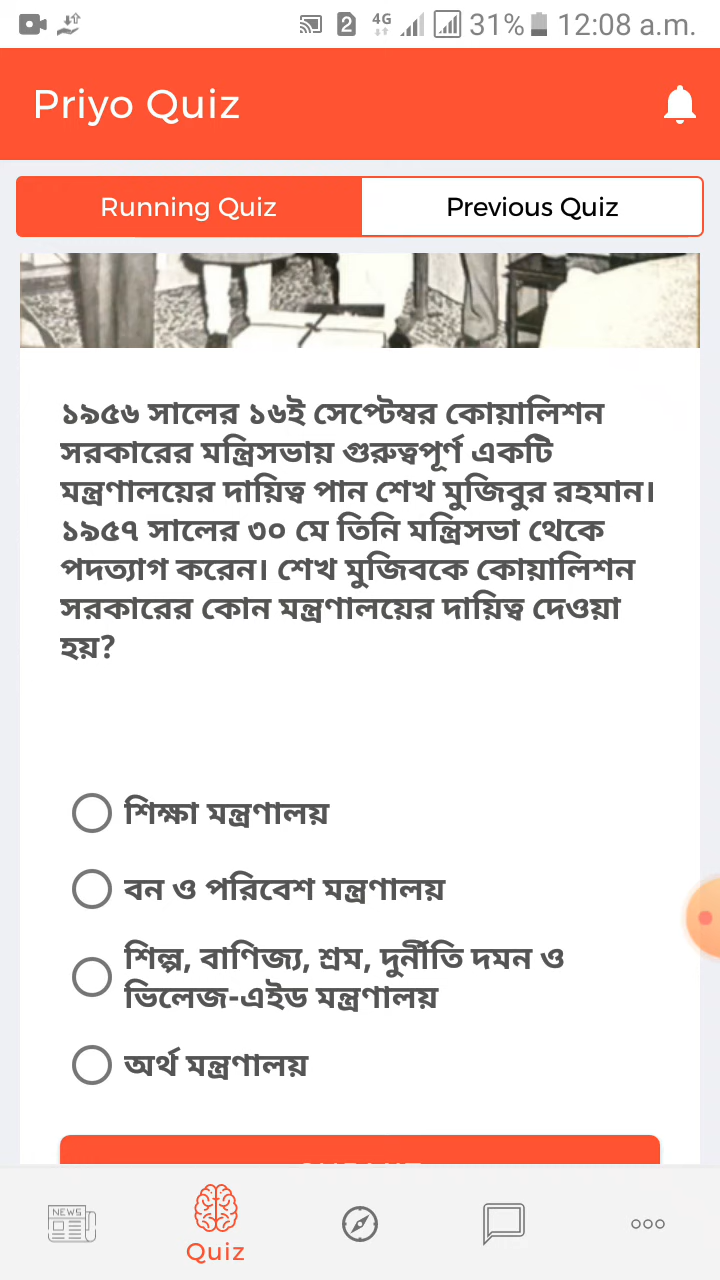 2 4G 31% 12:08 a.m.
Priyo Quiz
Running Quiz Previous Quiz
১৯৫৬ সালের ১৬ই সেপ্টেম্বর কোয়ালিশন
সরকারের মন্ত্রিসভায় গুরুত্বপূর্ণ একটি
মন্ত্রণালয়ের দায়িত্ব পান শেখ মুজিবুর রহমান।
১৯৫৭ সালের ৩০ মে তিনি মন্ত্রিসভা থেকে
পদত্যাগ করেন। শেখ মুজিবকে কোয়ালিশন
সরকারের কোন মন্ত্রণালয়ের দায়িত্ব দেওয়া
হয়?
শিক্ষা মন্ত্রণালয়
বন ও পরিবেশ মন্ত্রণালয়
শিল্প, বাণিজ্য, শ্রম, দুর্নীতি দমন ও
ভিলেজ-এইড মন্ত্রণালয়
অর্থ মন্ত্রণালয়
NEWS
Quiz